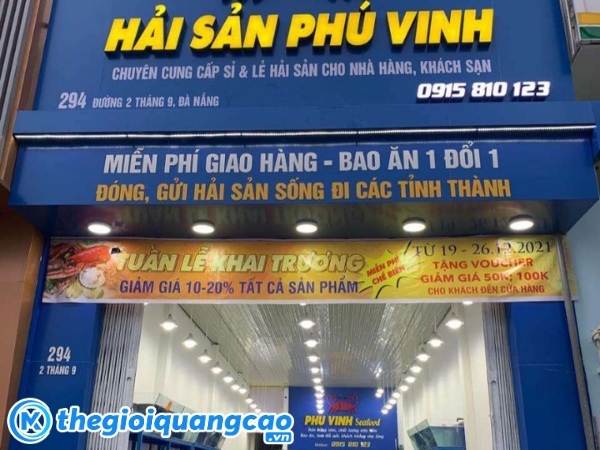 HẢI SẢN PHÚ VINH
CHUYÊN CUNG CẤP SỈ & LẺ HẢI SẢN CHO NHÀ HÀNG, KHÁCH SẠN
294 ĐƯỜNG 2 THÁNG 9, ĐÀ NẴNG
0915 810 123
MIỄN PHÍ GIAO HÀNG - BAO ĂN 1 ĐỔI 1
ĐÓNG, GỬI HẢI SẢN SỐNG ĐI CÁC TỈNH THÀNH
TUẦN LỄ KHAI TRƯƠNG
GIẢM GIÁ 10-20% TẤT CẢ SẢN PHẨM
MIỄN PHÍ
CHẾ BIẾN
TỪ 19 - 26.12.2021
TẶNG VOUCHER
GIẢM GIÁ 50K; 100K
CHO KHÁCH ĐẾN CỬA HÀNG
294
2 THÁNG 9
PHÚ VINH Seafood
0915 810 123
thegioiquangcao
.vn